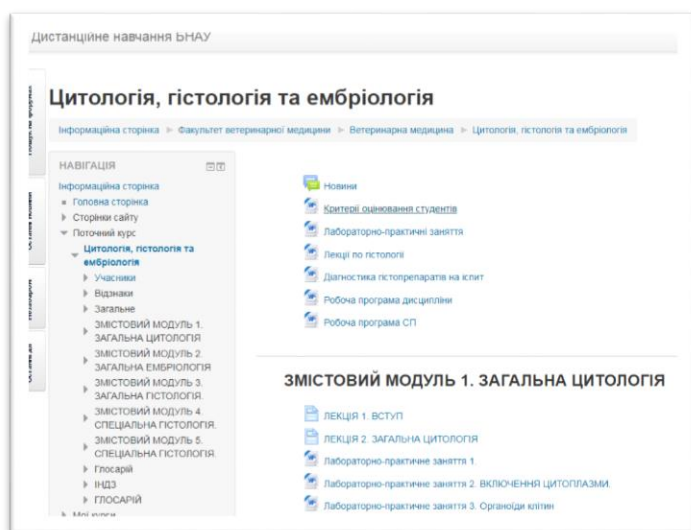 Дистанційне навчання БНАУ
Цитологія, гістологія та ембріологія
Інформаційна сторінка ► Факультет ветеринарної медицини ► Ветеринарна медицина ► Цитологія, гістологія та ембріологія
НАВІГАЦІЯ
Інформаційна сторінка
Головна сторінка
Сторінки сайту
Поточний курс
Цитологія, гістологія та
ембріологія
Учасники
Відзнаки
Загальне
ЗМІСТОВИЙ МОДУЛЬ 1.
ЗАГАЛЬНА ЦИТОЛОГІЯ
ЗМІСТОВИЙ МОДУЛЬ 2.
ЗАГАЛЬНА ЕМБРІОЛОГІЯ
ЗМІСТОВИЙ МОДУЛЬ 3.
ЗАГАЛЬНА ГІСТОЛОГІЯ.
ЗМІСТОВИЙ МОДУЛЬ 4.
СПЕЦІАЛЬНА ГІСТОЛОГІЯ.
ЗМІСТОВИЙ МОДУЛЬ 5.
СПЕЦІАЛЬНА ГІСТОЛОГІЯ.
Глосарій
ІНДЗ
ГЛОСАРІЙ
Мої курси
Новини
Критерії оцінювання студентів
Лабораторно-практичні заняття
Лекції по гістології
Діагностика гістопрепаратів на іспит
Робоча програма дисципліни
Робоча програма СП
ЗМІСТОВИЙ МОДУЛЬ 1. ЗАГАЛЬНА ЦИТОЛОГІЯ
ЛЕКЦІЯ 1. ВСТУП
ЛЕКЦІЯ 2. ЗАГАЛЬНА ЦИТОЛОГІЯ
Лабораторно-практичне заняття 1.
Лабораторно-практичне заняття 2. ВКЛЮЧЕННЯ ЦИТОПЛАЗМИ.
Лабораторно-практичне заняття 3. Органоїди клітин